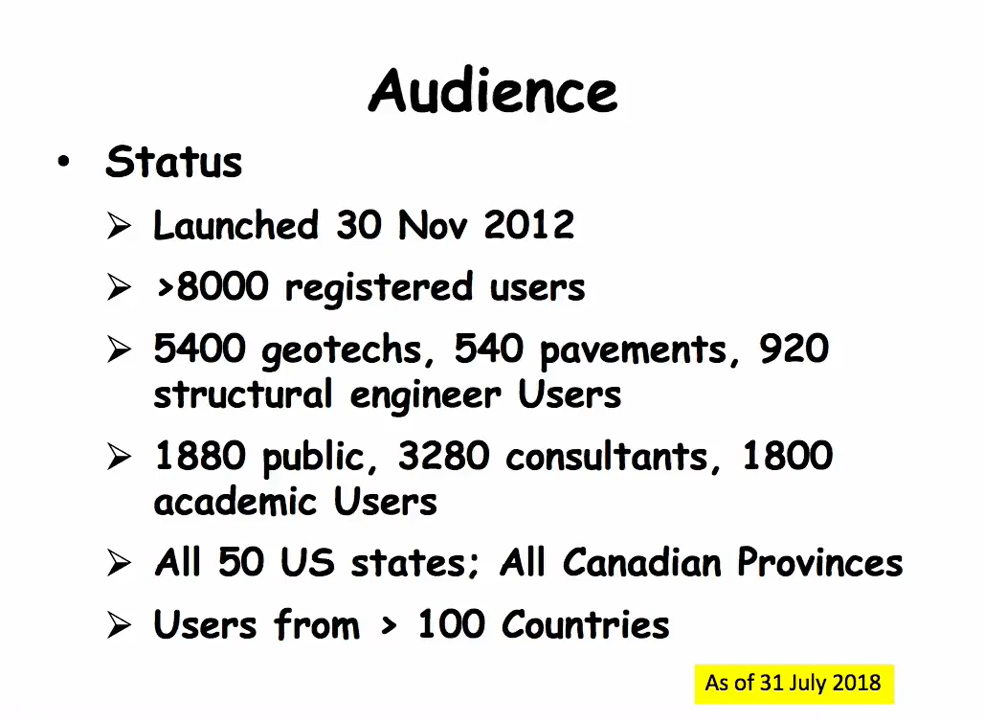 Audience
• Status
➢ Launched 30 Nov 2012
➢ >8000 registered users
➢ 5400 geotechs, 540 pavements, 920
structural engineer Users
➢ 1880 public, 3280 consultants, 1800
academic Users
➢ All 50 US states; All Canadian Provinces
➢ Users from > 100 Countries
As of 31 July 2018